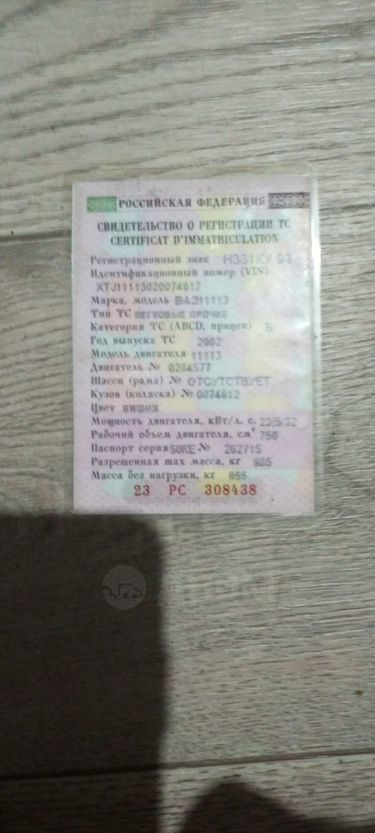 РОССИЙСКАЯ ФЕДЕРАЦИЯ
СВИДЕТЕЛЬСТВО О РЕГИСТРАЦИИ ТС
CERTIFICAT D'IMMATRICULATION
Регистрационный знак Н331КУ 93
Идентификационный номер (VIN)
XTJ11113020074612
Марка, модель ВАЗ11113
Тип ТС ЛЕГКОВЫЕ ПРОЧИЕ
Категория ТС (ABCD, прицеп) B
Год выпуска ТС 2002
Модель двигателя 11113
Двигатель № 0284577
Шасси (рама) № ОТСУТСТВУЕТ
Кузов (коляска) № 0074612
Цвет ВИШНЯ
Мощность двигателя, кВт/л. с.
Рабочий объем двигателя, см³ 750
Паспорт серия 50КЕ № 262715
Разрешенная max масса, кг
Масса без нагрузки, кг 655
23 РС 308438